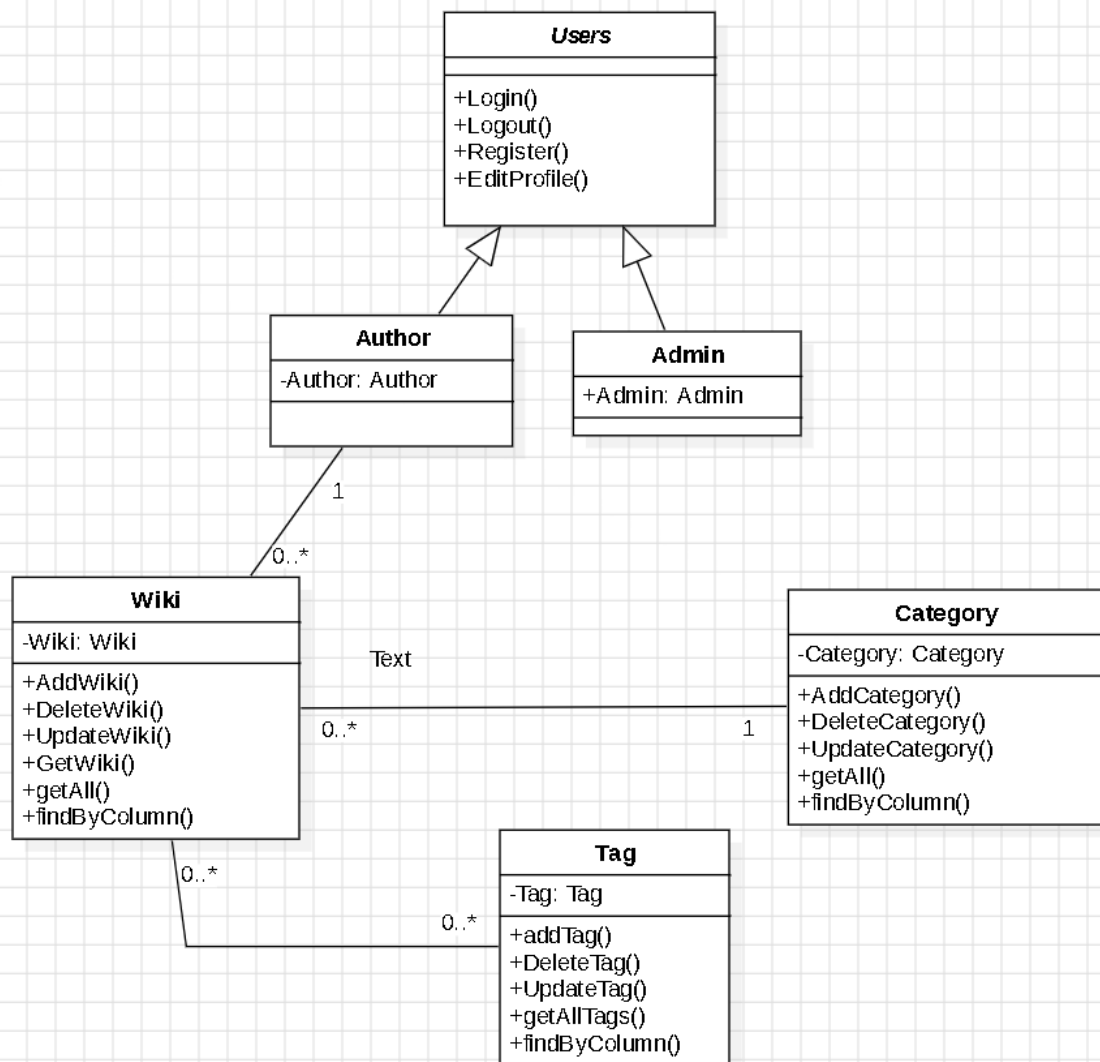 Users
+Login()
+Logout()
+Register()
+EditProfile()
Author
-Author: Author
Admin
+Admin: Admin
1
0..*
Wiki
-Wiki: Wiki
+AddWiki()
+DeleteWiki()
+UpdateWiki()
+GetWiki()
+getAll()
+findByColumn()
Text
0..*
1
Category
-Category: Category
+AddCategory()
+DeleteCategory()
+UpdateCategory()
+getAll()
+findByColumn()
0..*
0..*
Tag
-Tag: Tag
+addTag()
+DeleteTag()
+UpdateTag()
+getAllTags()
+findByColumn()